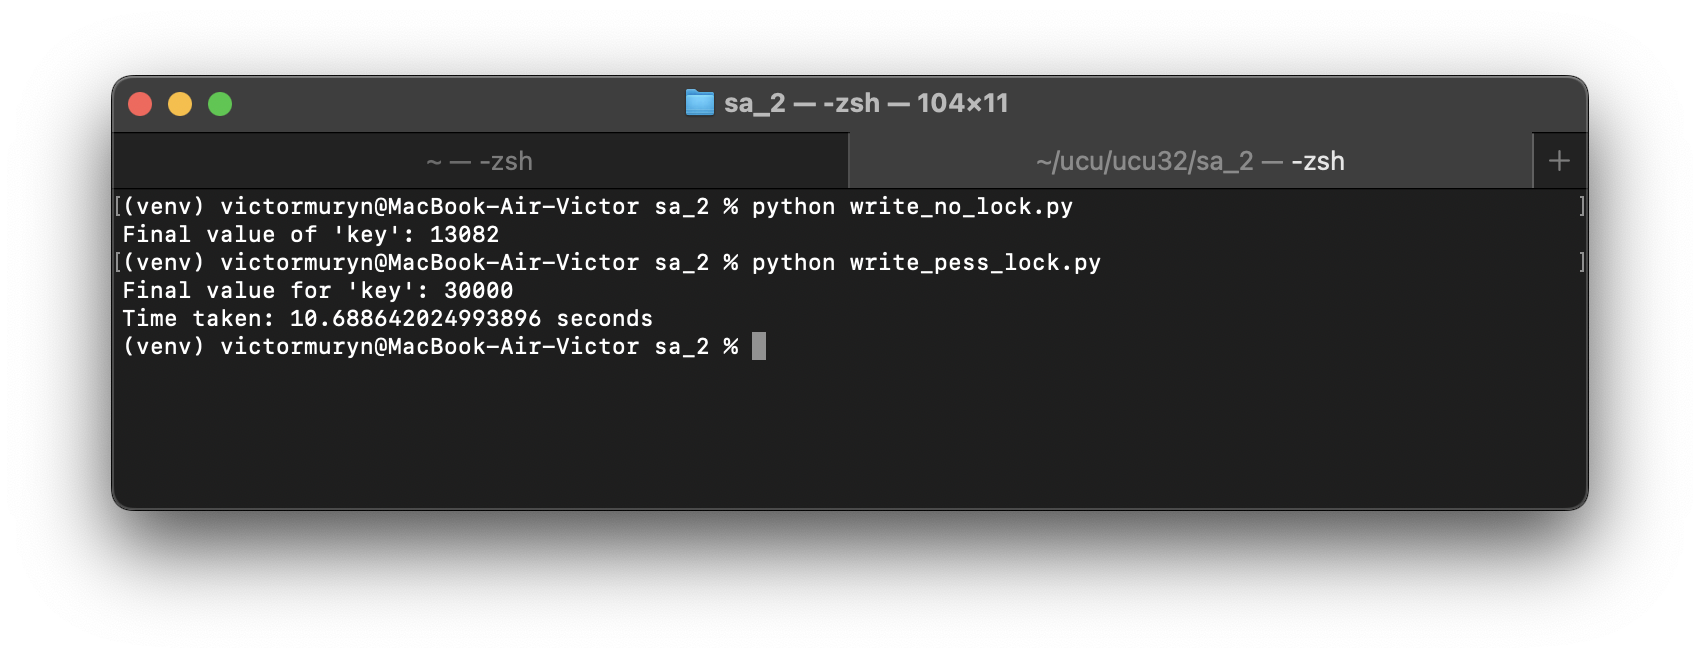 sa_2 — -zsh — 104×11
~ — -zsh
~/ucu/ucu32/sa_2 — -zsh
+
[(venv) victormuryn@MacBook-Air-Victor sa_2 % python write_no_lock.py ]
Final value of 'key': 13082
[(venv) victormuryn@MacBook-Air-Victor sa_2 % python write_pess_lock.py ]
Final value for 'key': 30000
Time taken: 10.688642024993896 seconds
(venv) victormuryn@MacBook-Air-Victor sa_2 %